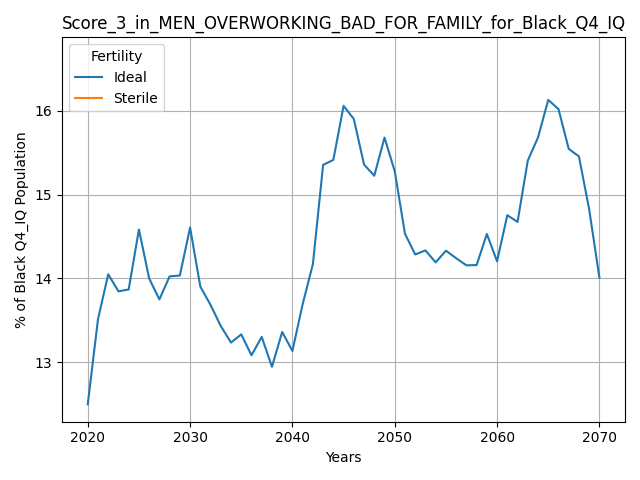 Score_3_in_MEN_OVERWORKING_BAD_FOR_FAMILY_for_Black_Q4_IQ
Fertility
Ideal
Sterile
% of Black Q4_IQ Population
16
15
14
13
2020 2030 2040 2050 2060 2070
Years